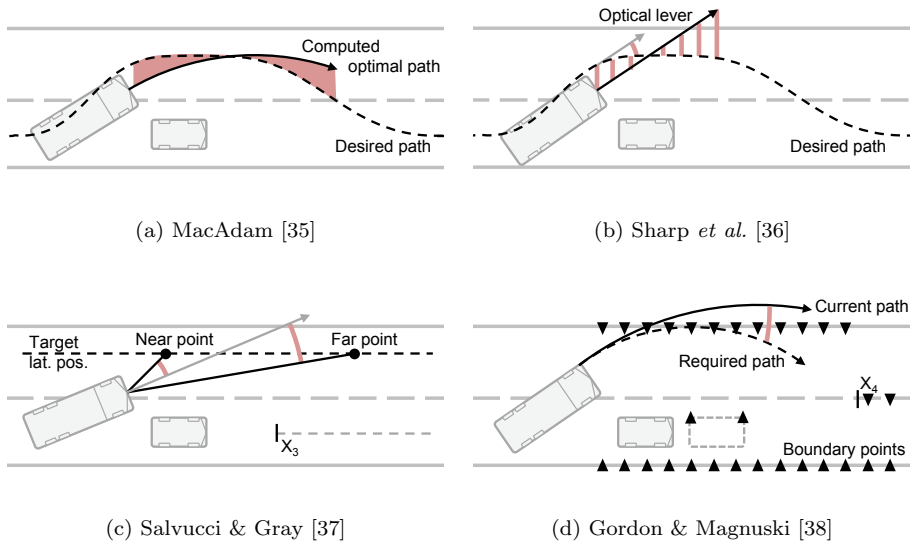 Computed
optimal path
Desired path
(a) MacAdam [35]
Optical lever
Desired path
(b) Sharp et al. [36]
Target
lat. pos.
Near point
Far point
X3
(c) Salvucci & Gray [37]
Current path
Required path
X4
Boundary points
(d) Gordon & Magnuski [38]